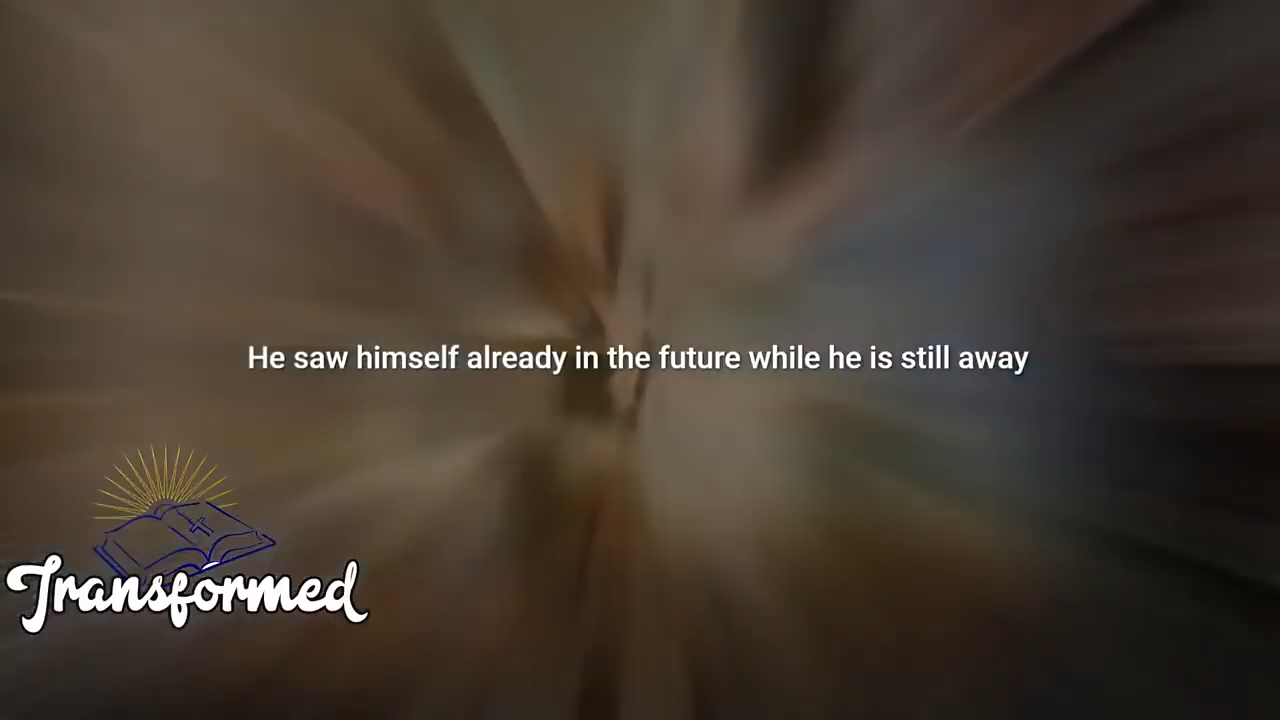 He saw himself already in the future while he is still away
Transformed